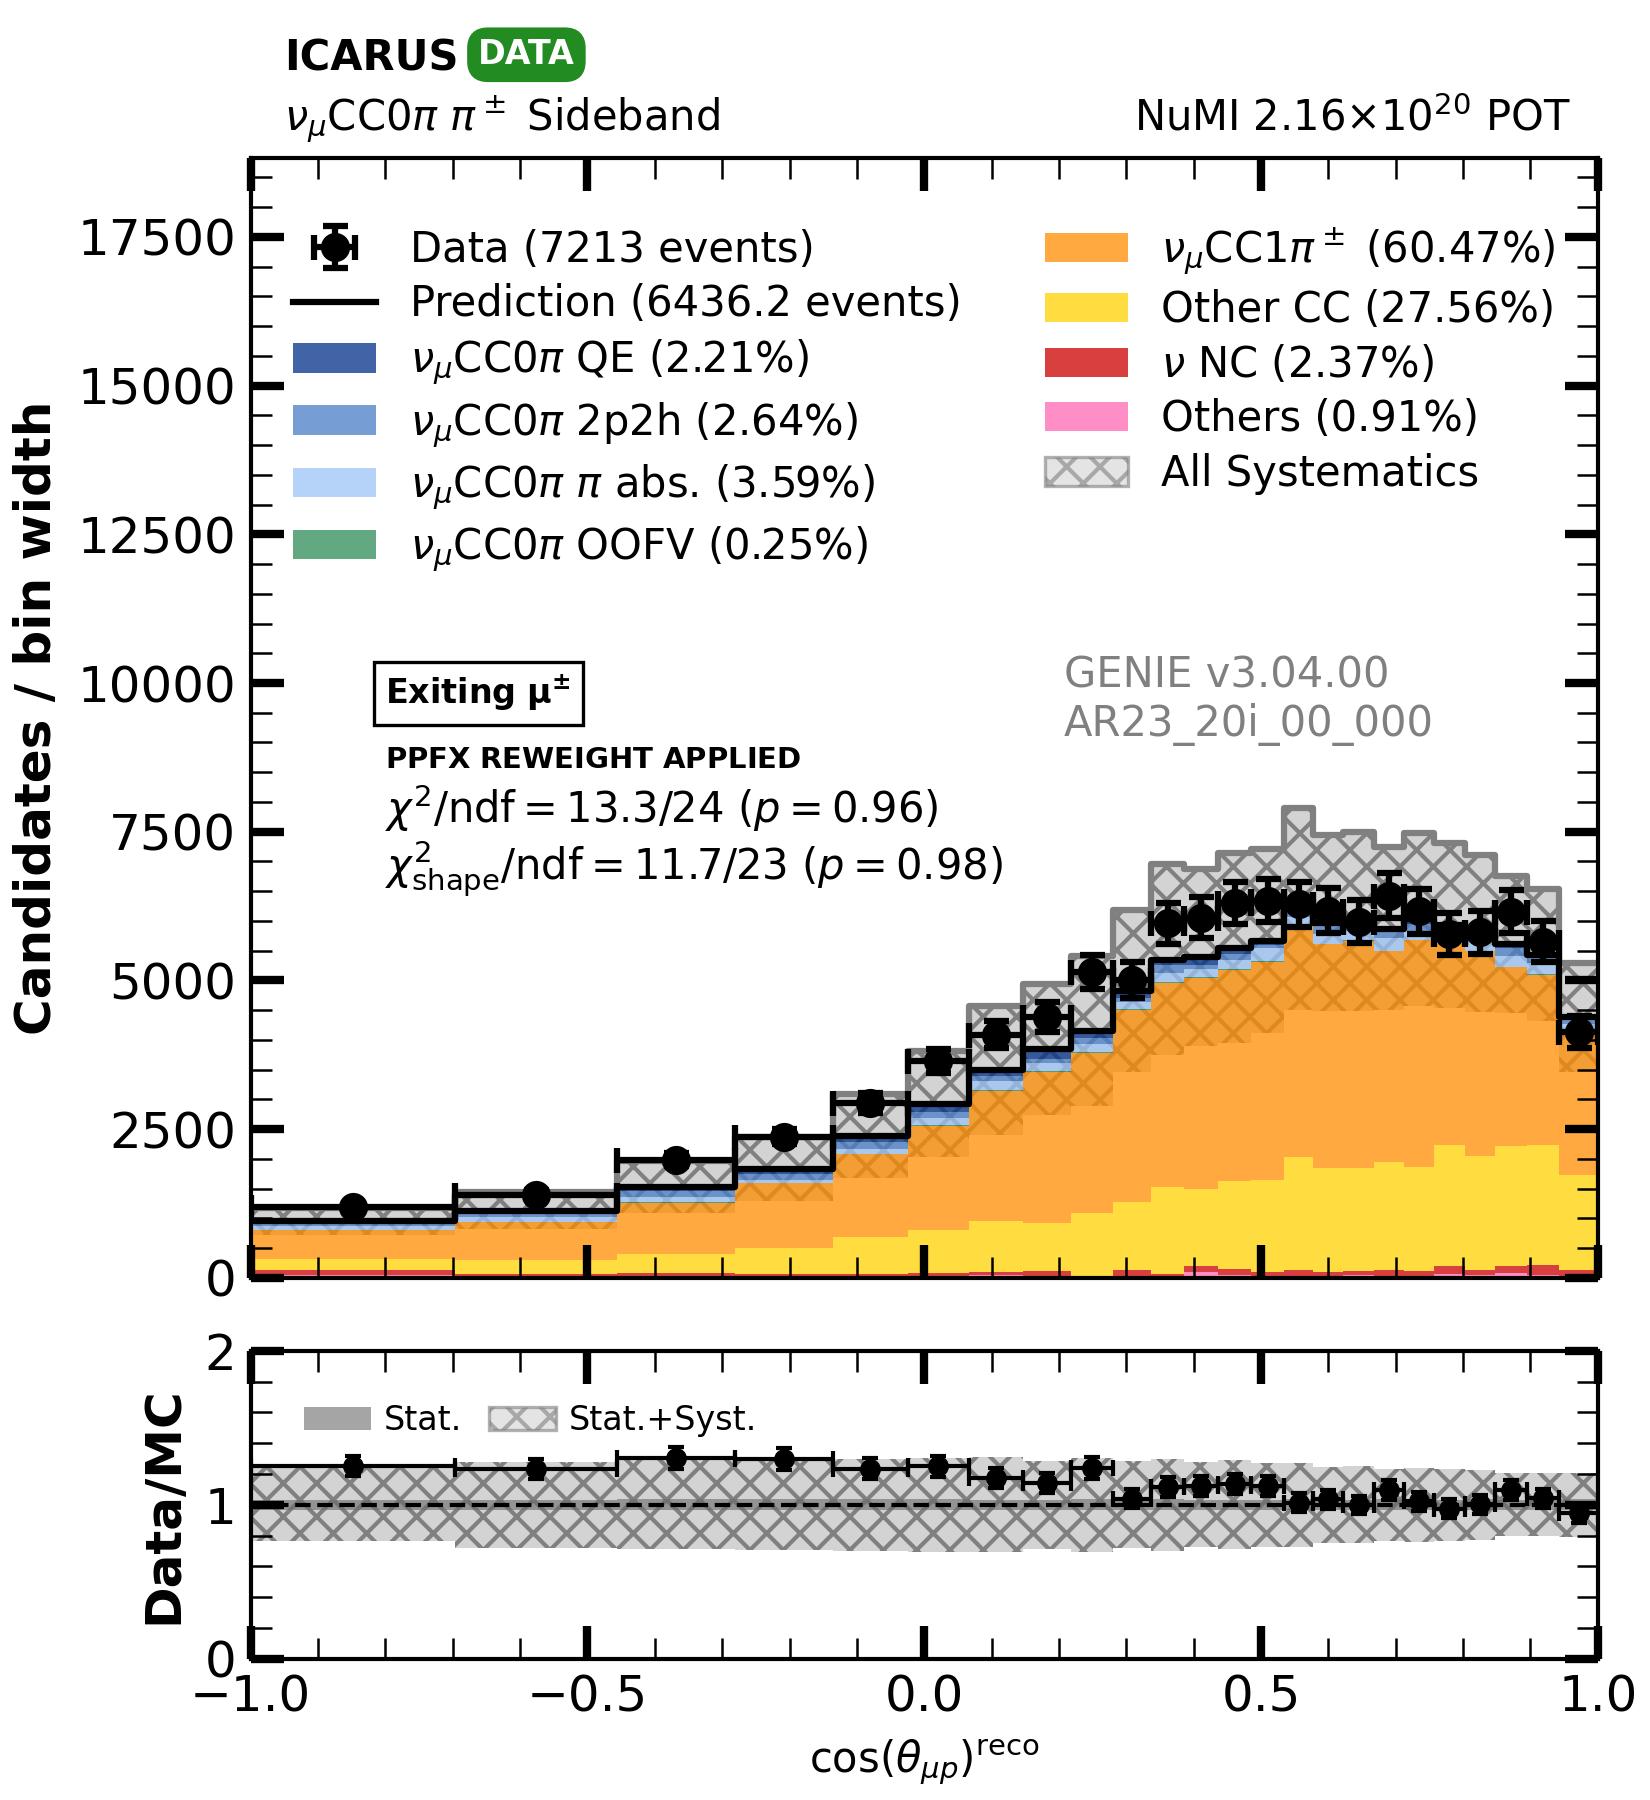 ICARUS DATA
νμCC0π π± Sideband
NuMI 2.16×10²⁰ POT
Data (7213 events)
Prediction (6436.2 events)
νμCC0π QE (2.21%)
νμCC0π 2p2h (2.64%)
νμCC0π π abs. (3.59%)
νμCC0π OOFV (0.25%)
νμCC1π± (60.47%)
Other CC (27.56%)
ν NC (2.37%)
Others (0.91%)
All Systematics
Exiting μ±
PPFX REWEIGHT APPLIED
χ²/ndf = 13.3/24 (p = 0.96)
χ²shape/ndf = 11.7/23 (p = 0.98)
GENIE v3.04.00
AR23_20i_00_000
Candidates / bin width
17500
15000
12500
10000
7500
5000
2500
0
Data/MC
2
1
0
Stat.
Stat.+Syst.
−1.0
−0.5
0.0
0.5
1.0
cos(θμp)reco